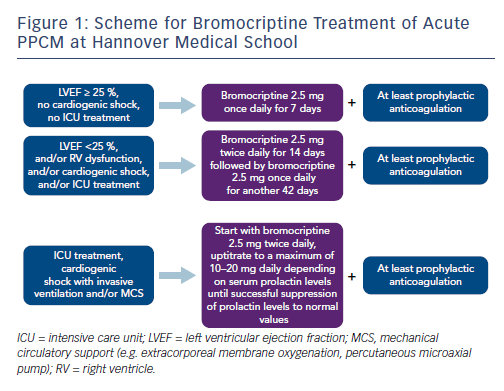 Figure 1: Scheme for Bromocriptine Treatment of Acute
PPCM at Hannover Medical School
LVEF ≥ 25 %,
no cardiogenic shock,
no ICU treatment
Bromocriptine 2.5 mg
once daily for 7 days
+
At least prophylactic
anticoagulation
LVEF <25 %,
and/or RV dysfunction,
and/or cardiogenic shock,
and/or ICU treatment
Bromocriptine 2.5 mg
twice daily for 14 days
followed by bromocriptine
2.5 mg once daily
for another 42 days
+
At least prophylactic
anticoagulation
ICU treatment,
cardiogenic
shock with invasive
ventilation and/or MCS
Start with bromocriptine
2.5 mg twice daily,
uptitrate to a maximum of
10–20 mg daily depending
on serum prolactin levels
until successful suppression
of prolactin levels to normal
values
+
At least prophylactic
anticoagulation
ICU = intensive care unit; LVEF = left ventricular ejection fraction; MCS, mechanical
circulatory support (e.g. extracorporeal membrane oxygenation, percutaneous microaxial
pump); RV = right ventricle.